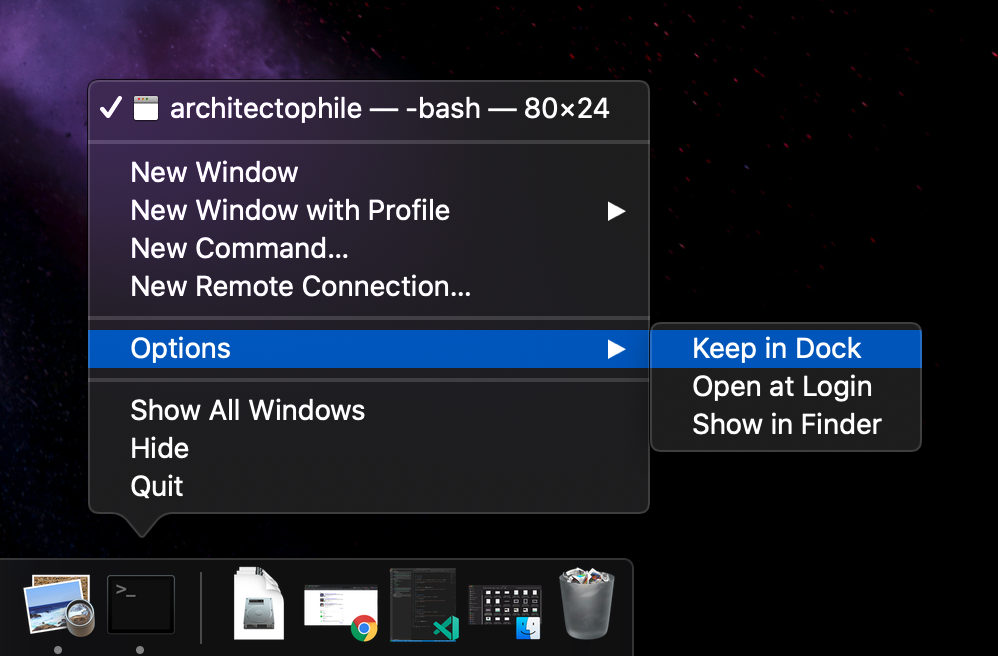 architectophile — -bash — 80×24
New Window
New Window with Profile
New Command...
New Remote Connection...
Options
Keep in Dock
Open at Login
Show in Finder
Show All Windows
Hide
Quit
>_